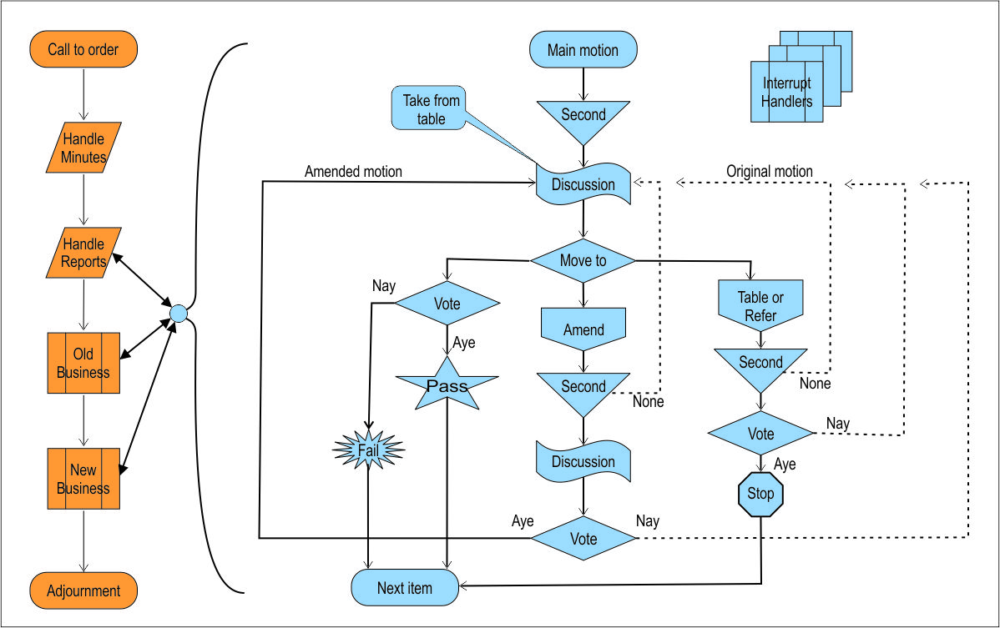 Call to order
Handle
Minutes
Handle
Reports
Old
Business
New
Business
Adjournment
Main motion
Interrupt
Handlers
Take from
table
Second
Amended motion
Discussion
Original motion
Move to
Nay
Vote
Table or
Refer
Amend
Aye
Second
None
Pass
Second
None
Vote
Nay
Fail
Discussion
Aye
Stop
Aye
Vote
Nay
Next item